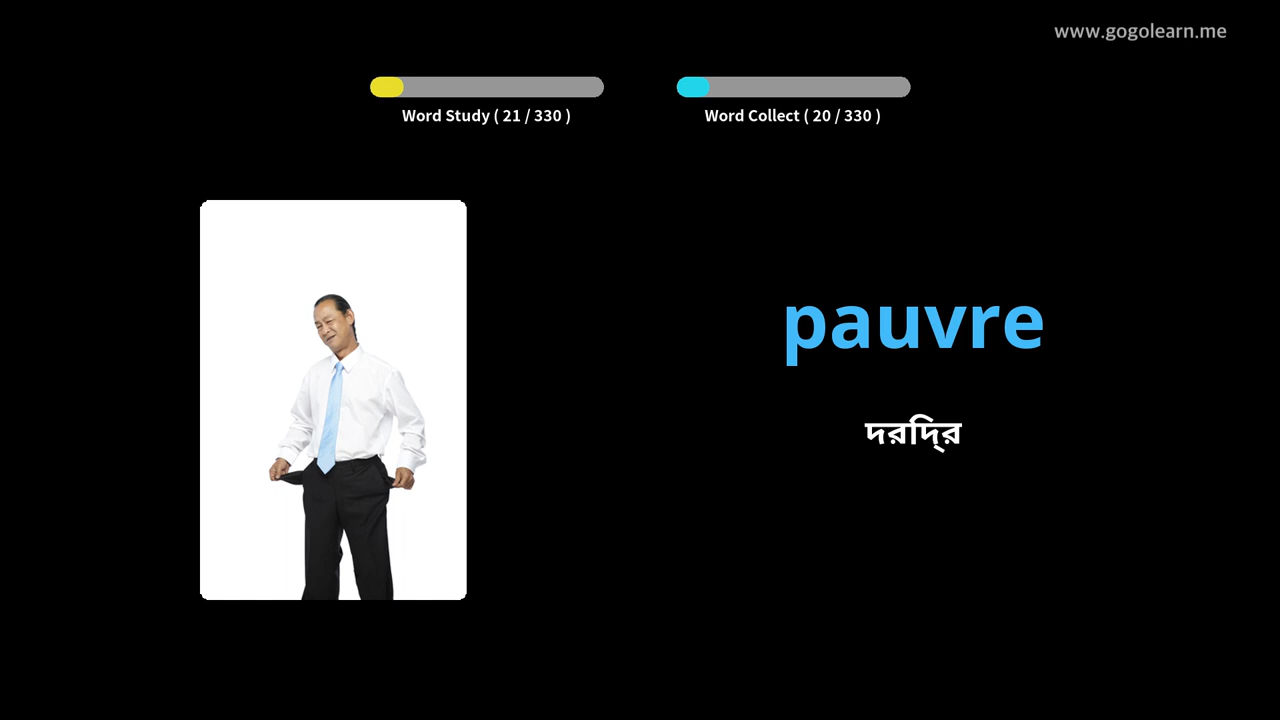 www.gogolearn.me
Word Study ( 21 / 330 )
Word Collect ( 20 / 330 )
pauvre
দরদ্রি